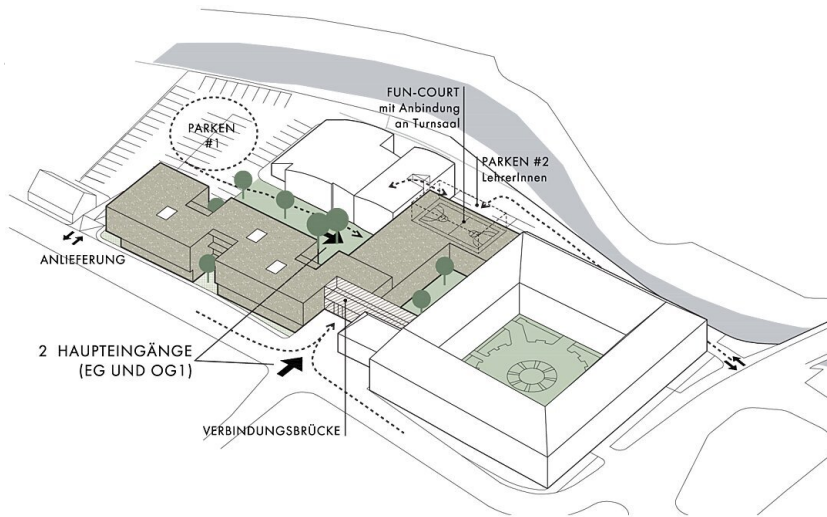 FUN-COURT
mit Anbindung
an Turnsaal
PARKEN
#1
PARKEN #2
LehrerInnen
ANLIEFERUNG
2 HAUPTEINGÄNGE
(EG UND OG1)
VERBINDUNGSBRÜCKE